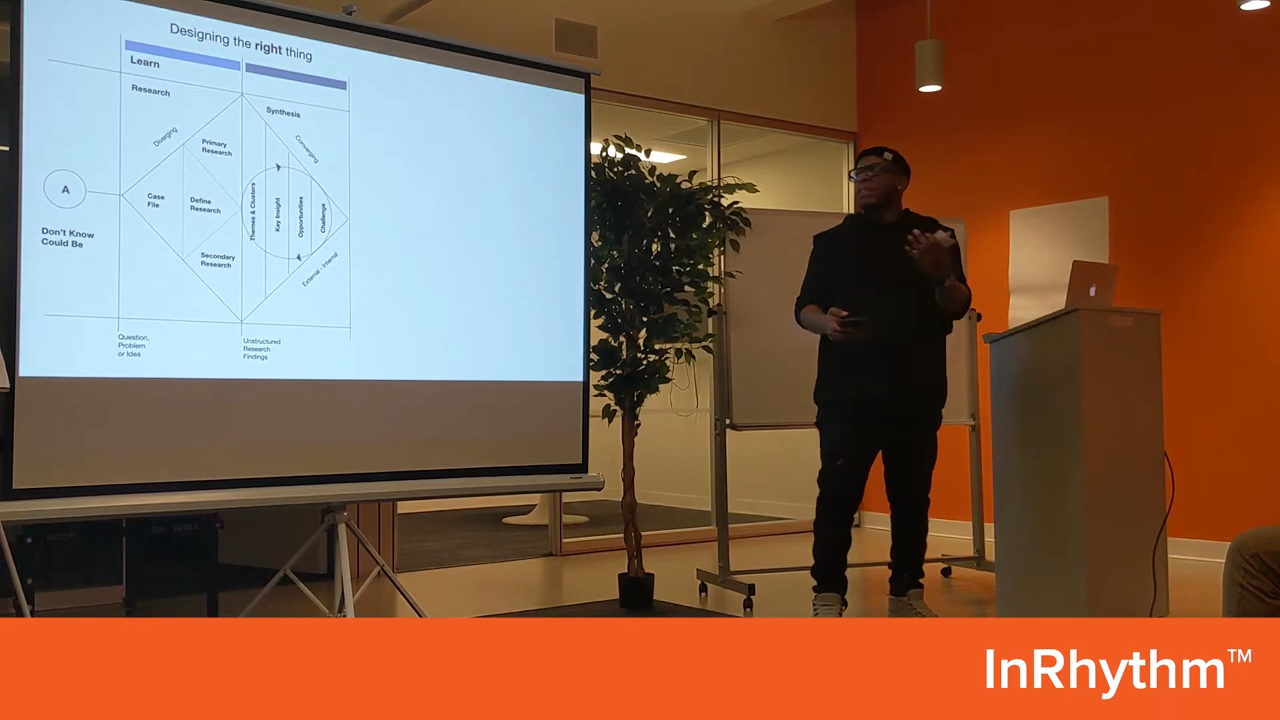 Designing the right thing
Learn
Research
Synthesis
Diverging
Converging
Primary
Research
A
Case
File
Define
Research
Themes & Clusters
Key Insight
Opportunities
Challenge
Don't Know
Could Be
Secondary
Research
External - Internal
Question,
Problem
or Idea
Unstructured
Research
Findings
InRhythm™